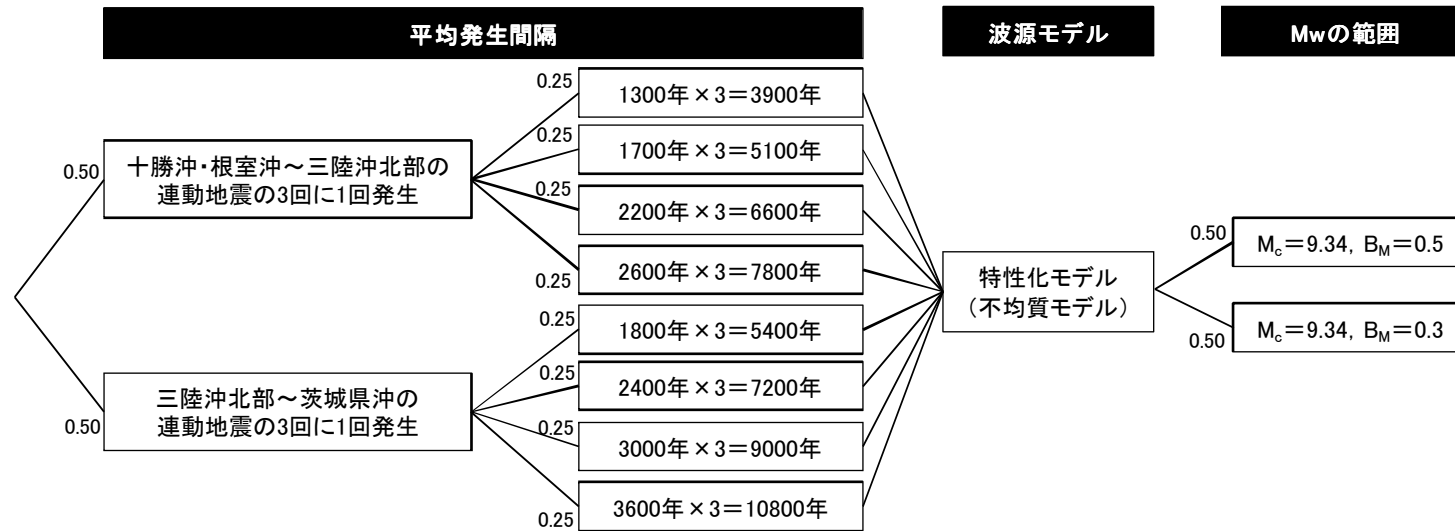 平均発生間隔
波源モデル
Mwの範囲
0.50
十勝沖・根室沖～三陸沖北部の
連動地震の3回に1回発生
0.25
1300年×3＝3900年
0.25
1700年×3＝5100年
0.25
2200年×3＝6600年
0.25
2600年×3＝7800年
0.50
三陸沖北部～茨城県沖の
連動地震の3回に1回発生
0.25
1800年×3＝5400年
0.25
2400年×3＝7200年
0.25
3000年×3＝9000年
0.25
3600年×3＝10800年
特性化モデル
（不均質モデル）
0.50
Mc＝9.34, BM＝0.5
0.50
Mc＝9.34, BM＝0.3